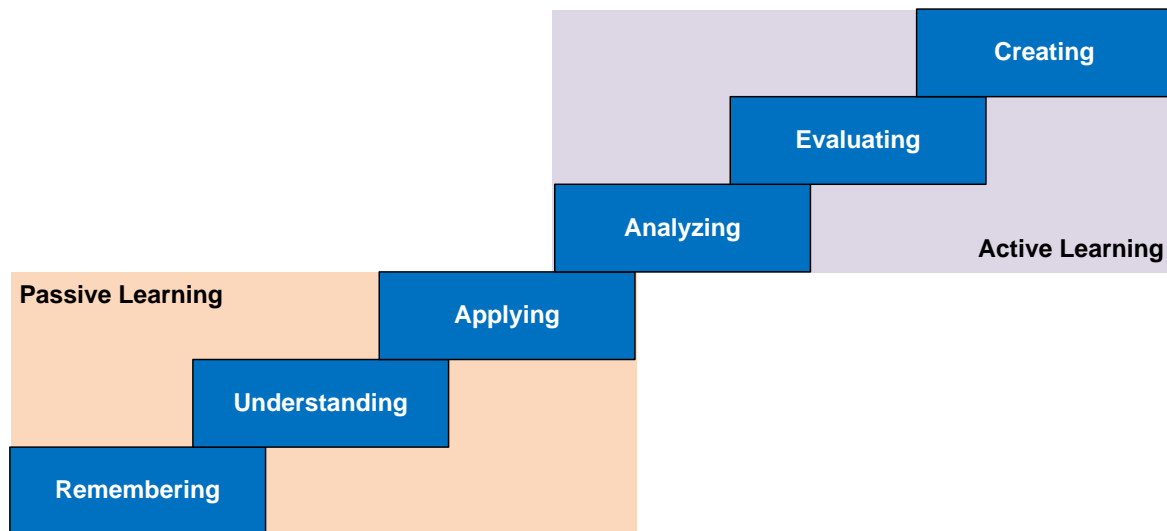 Creating
Evaluating
Analyzing
Active Learning
Passive Learning
Applying
Understanding
Remembering